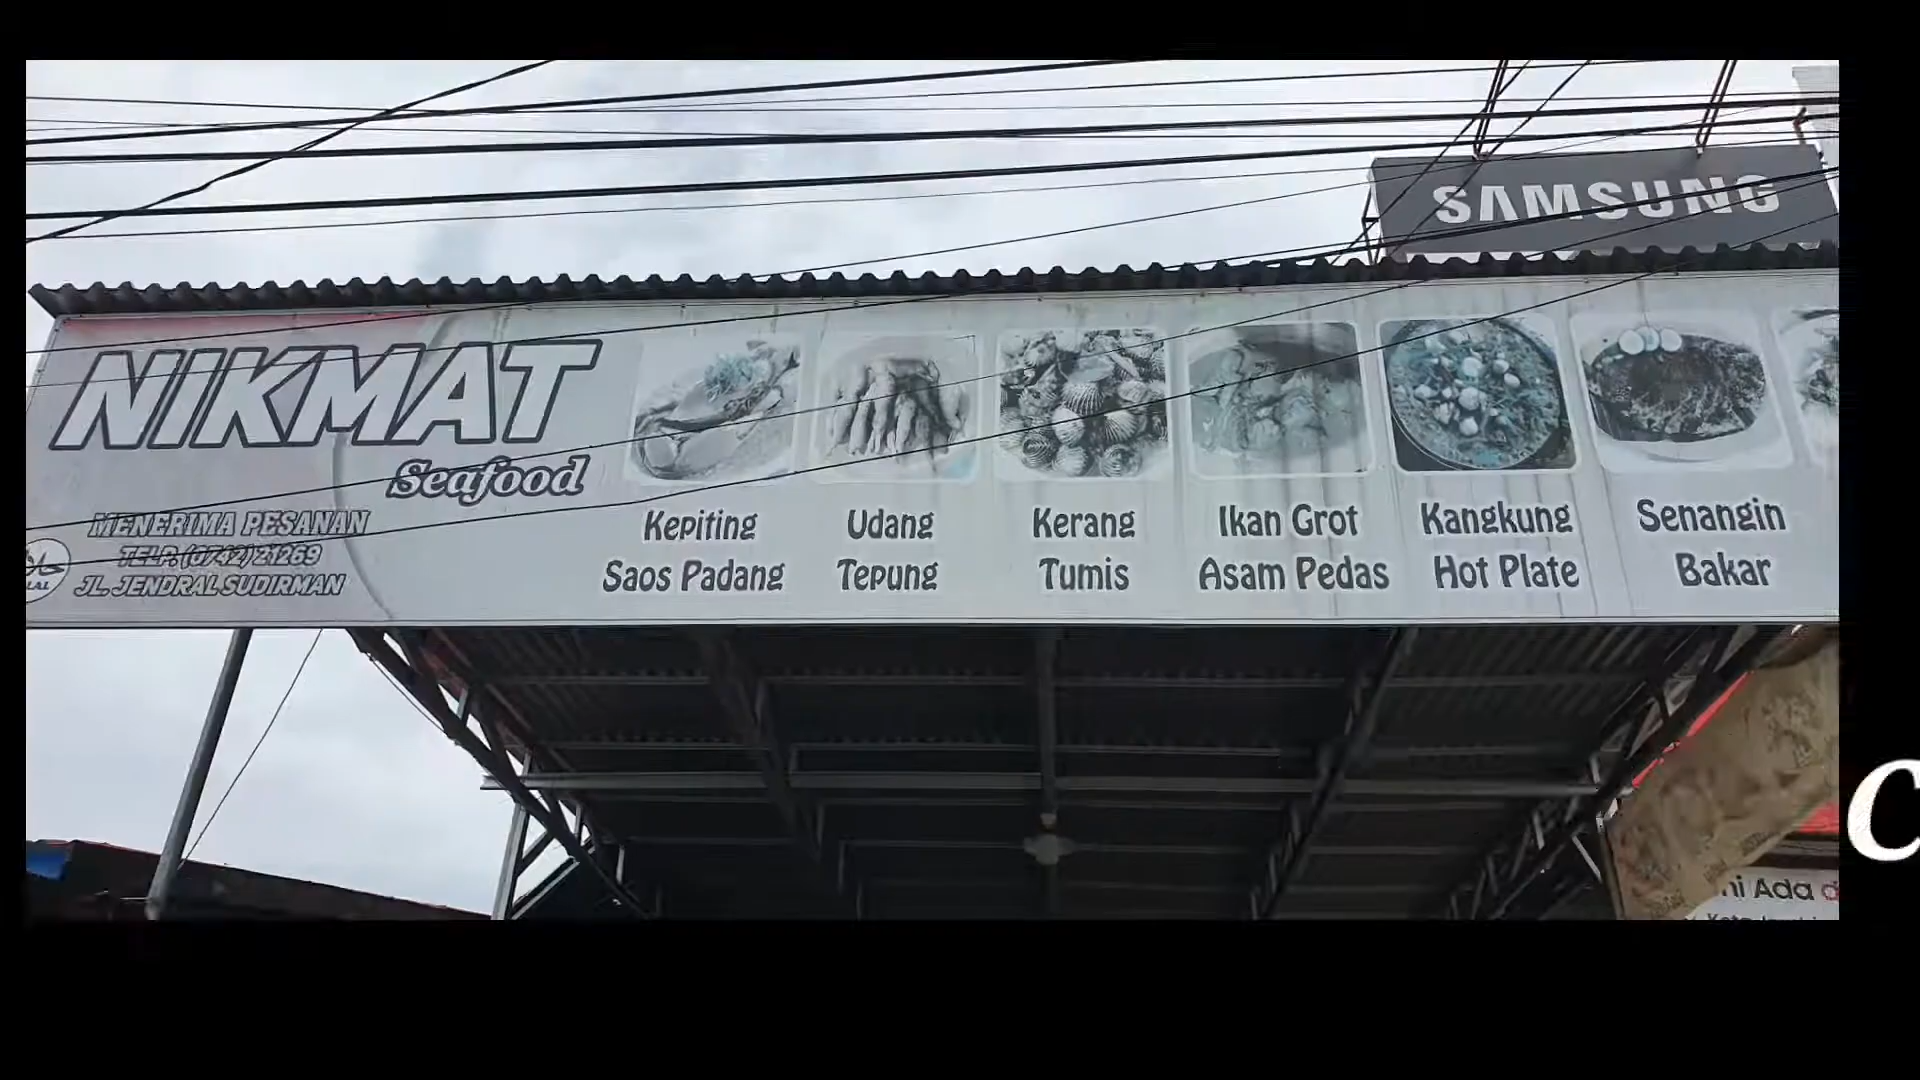 SAMSUNG
NIKMAT
Seafood
MENERIMA PESANAN
TELP. (0742) 21269
JL. JENDRAL SUDIRMAN
Kepiting
Saos Padang
Udang
Tepung
Kerang
Tumis
Ikan Grot
Asam Pedas
Kangkung
Hot Plate
Senangin
Bakar
Ada
C